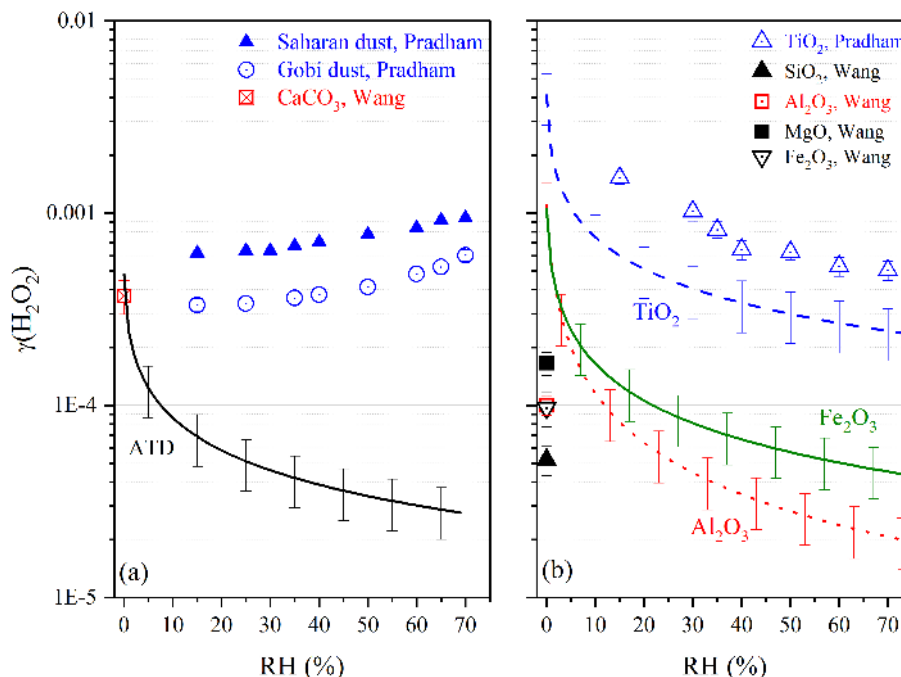 0.01
0.001
1E-4
1E-5
γ(H₂O₂)
Saharan dust, Pradham
Gobi dust, Pradham
CaCO₃, Wang
ATD
(a)
0 10 20 30 40 50 60 70
RH (%)
TiO₂, Pradham
SiO₂, Wang
Al₂O₃, Wang
MgO, Wang
Fe₂O₃, Wang
TiO₂
Fe₂O₃
Al₂O₃
(b)
0 10 20 30 40 50 60 70
RH (%)